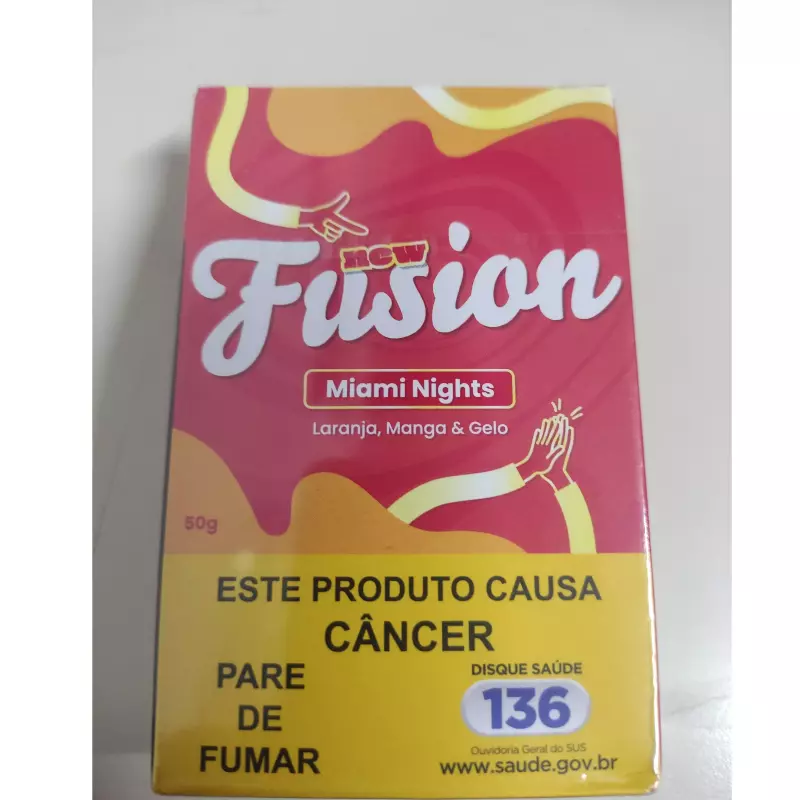 new
Fusion
Miami Nights
Laranja, Manga & Gelo
50g
ESTE PRODUTO CAUSA
CÂNCER
PARE
DE
FUMAR
DISQUE SAÚDE
136
Ouvidoria Geral do SUS
www.saude.gov.br